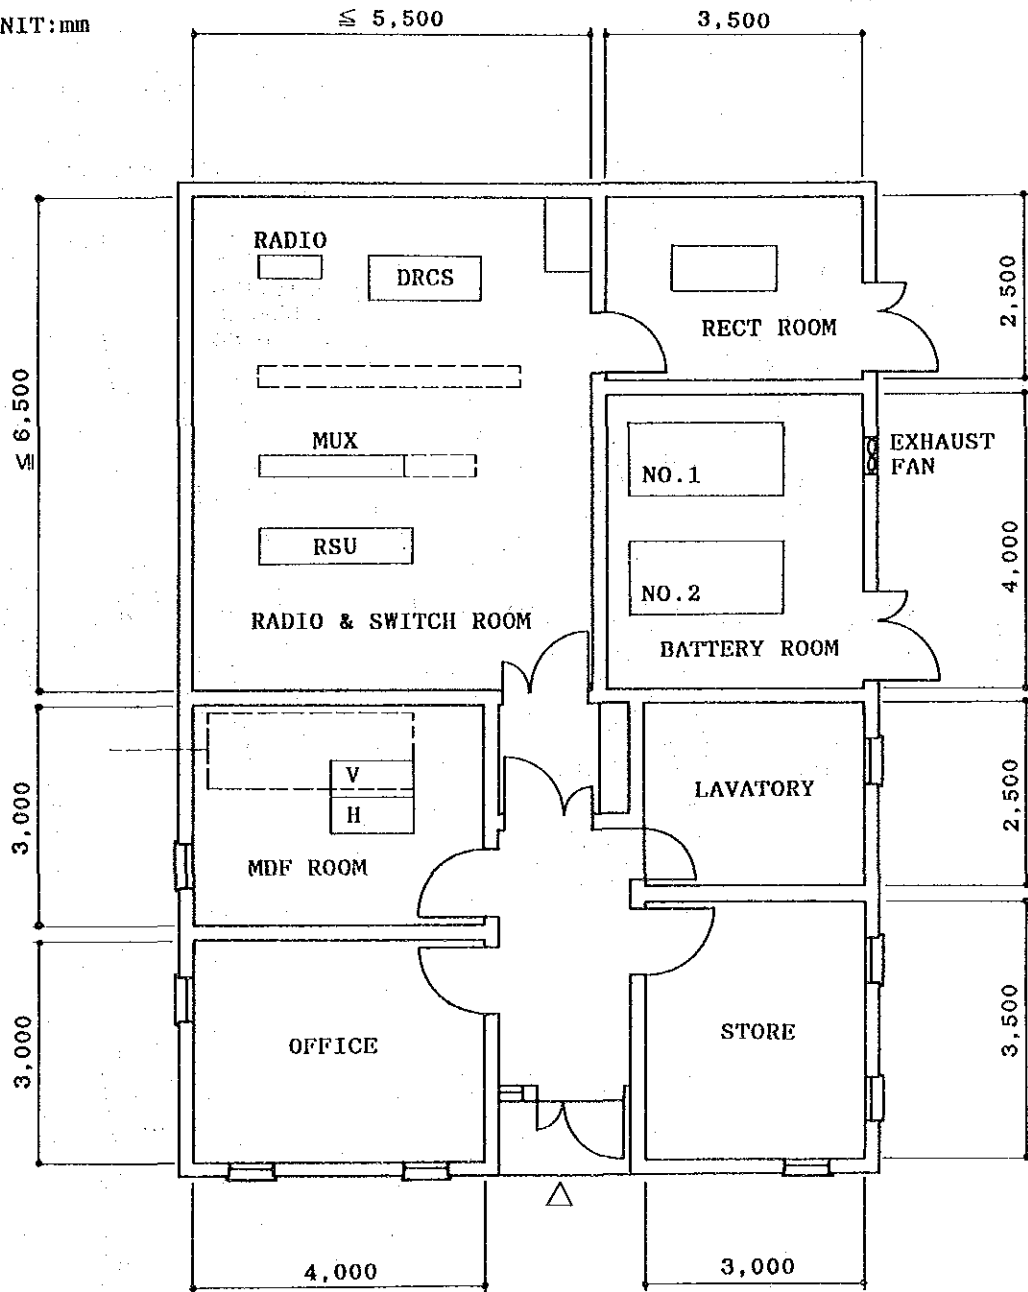 NIT:mm
≦ 5,500
3,500
RADIO
DRCS
RECT ROOM
2,500
≦ 6,500
MUX
NO.1
EXHAUST
FAN
RSU
NO.2
4,000
RADIO & SWITCH ROOM
BATTERY ROOM
V
H
MDF ROOM
3,000
LAVATORY
2,500
OFFICE
3,000
STORE
3,500
4,000
3,000